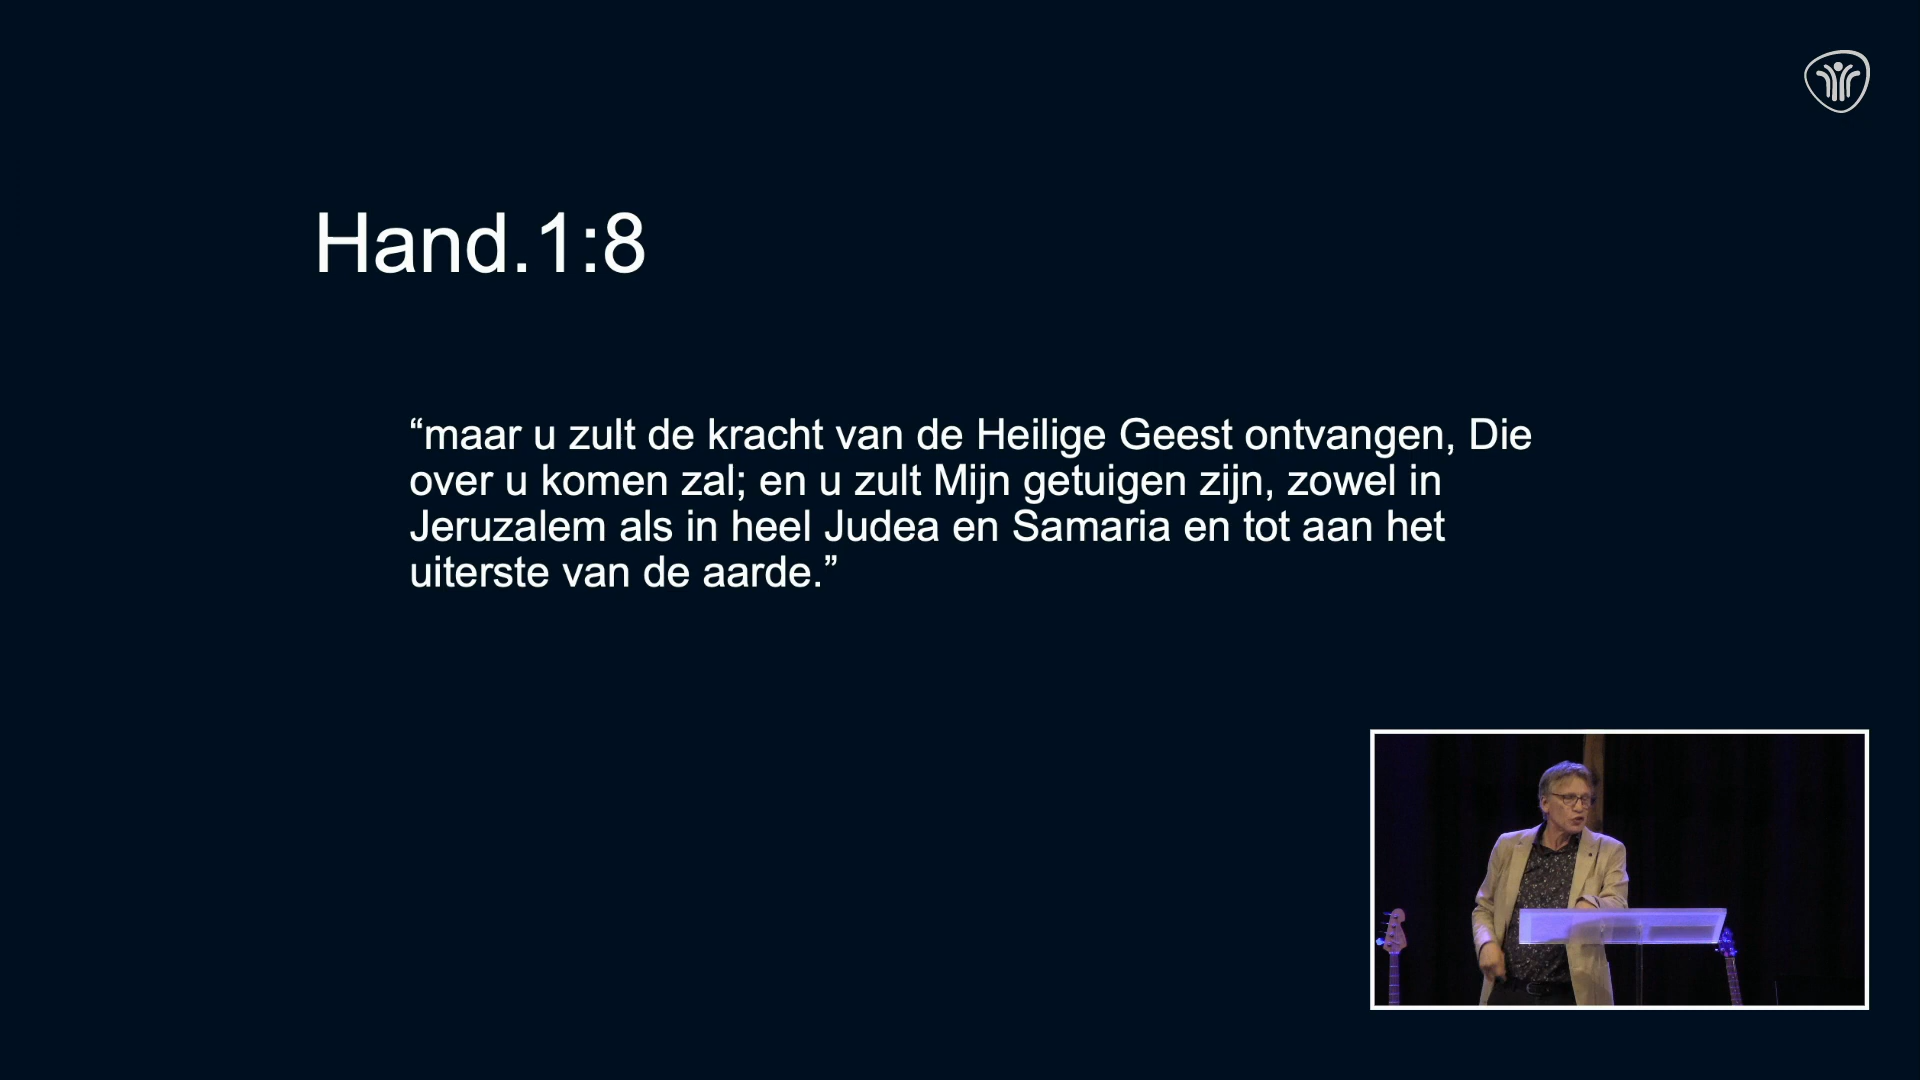 Hand.1:8
“maar u zult de kracht van de Heilige Geest ontvangen, Die
over u komen zal; en u zult Mijn getuigen zijn, zowel in
Jeruzalem als in heel Judea en Samaria en tot aan het
uiterste van de aarde.”